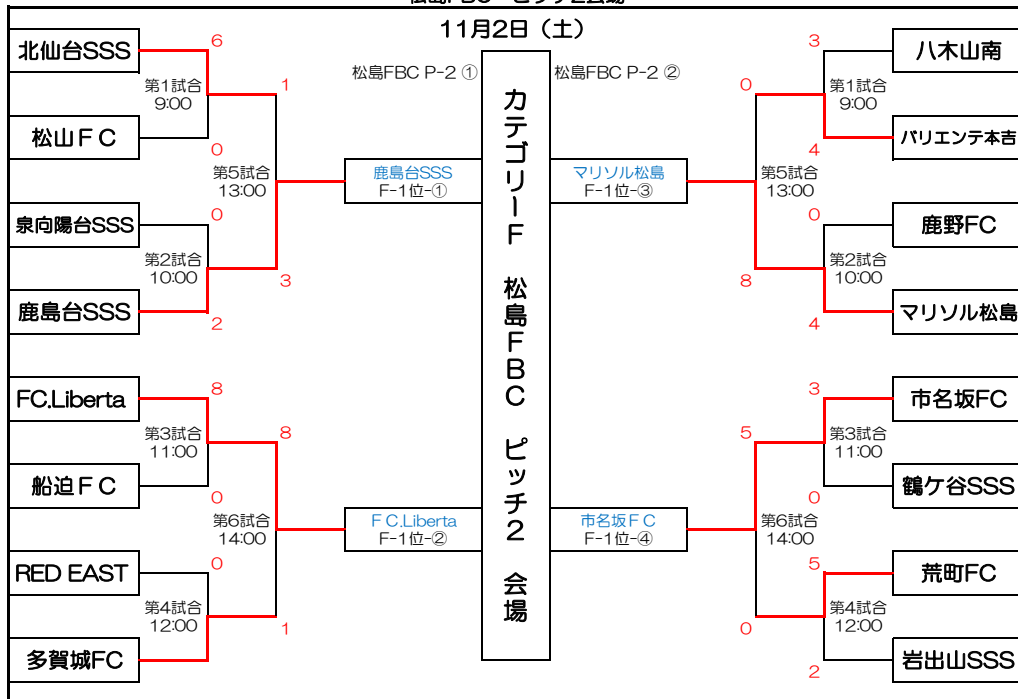 松島FBC ピッチ2会場
11月2日（土）
松島FBC P-2 ①
松島FBC P-2 ②
カテゴリーF 松島FBC ピッチ2 会場
北仙台SSS
6
第1試合
9:00
1
松山ＦＣ
0
第5試合
13:00
鹿島台SSS
F-1位-①
泉向陽台SSS
0
第2試合
10:00
3
鹿島台SSS
2
FC.Liberta
8
第3試合
11:00
8
船迫ＦＣ
0
第6試合
14:00
ＦＣ.Liberta
F-1位-②
RED EAST
0
第4試合
12:00
1
多賀城FC
3
八木山南
0
第1試合
9:00
4
バリエンテ本吉
マリソル松島
F-1位-③
第5試合
13:00
0
鹿野FC
第2試合
10:00
8
4
マリソル松島
3
市名坂FC
5
第3試合
11:00
0
鶴ケ谷SSS
市名坂ＦＣ
F-1位-④
第6試合
14:00
5
荒町FC
第4試合
12:00
0
2
岩出山SSS